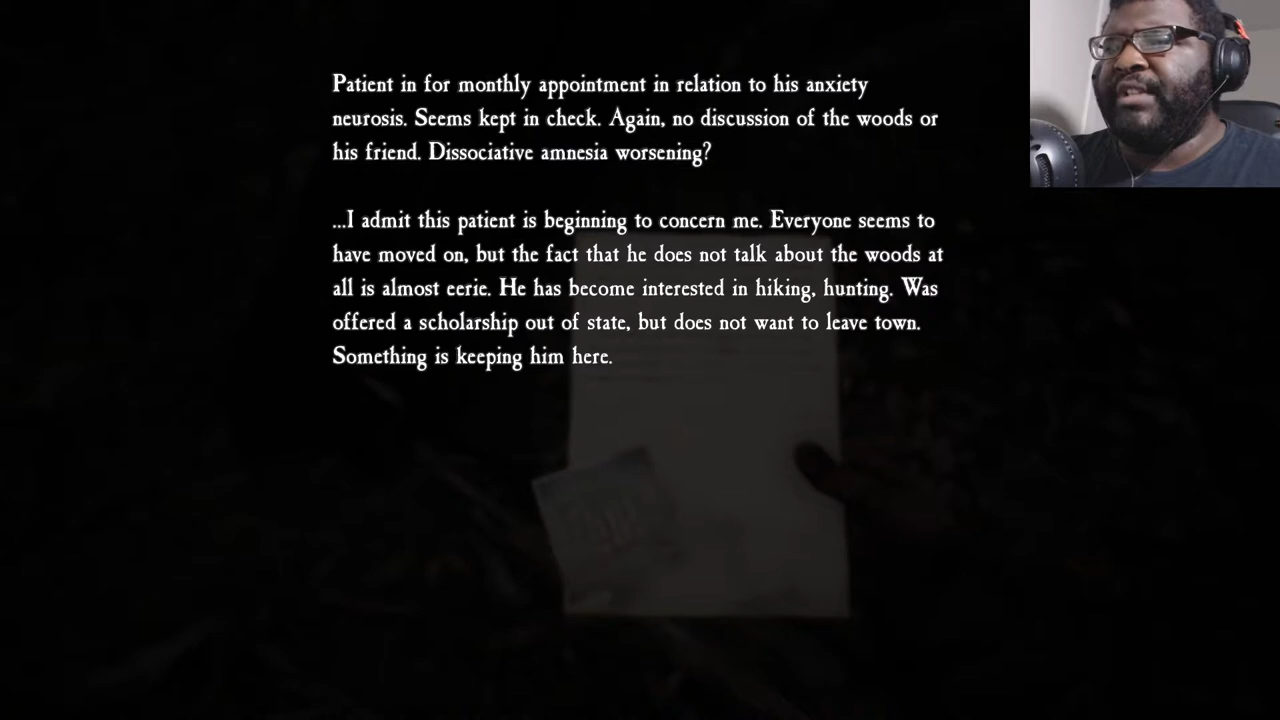 Patient in for monthly appointment in relation to his anxiety
neurosis. Seems kept in check. Again, no discussion of the woods or
his friend. Dissociative amnesia worsening?
...I admit this patient is beginning to concern me. Everyone seems to
have moved on, but the fact that he does not talk about the woods at
all is almost eerie. He has become interested in hiking, hunting. Was
offered a scholarship out of state, but does not want to leave town.
Something is keeping him here.